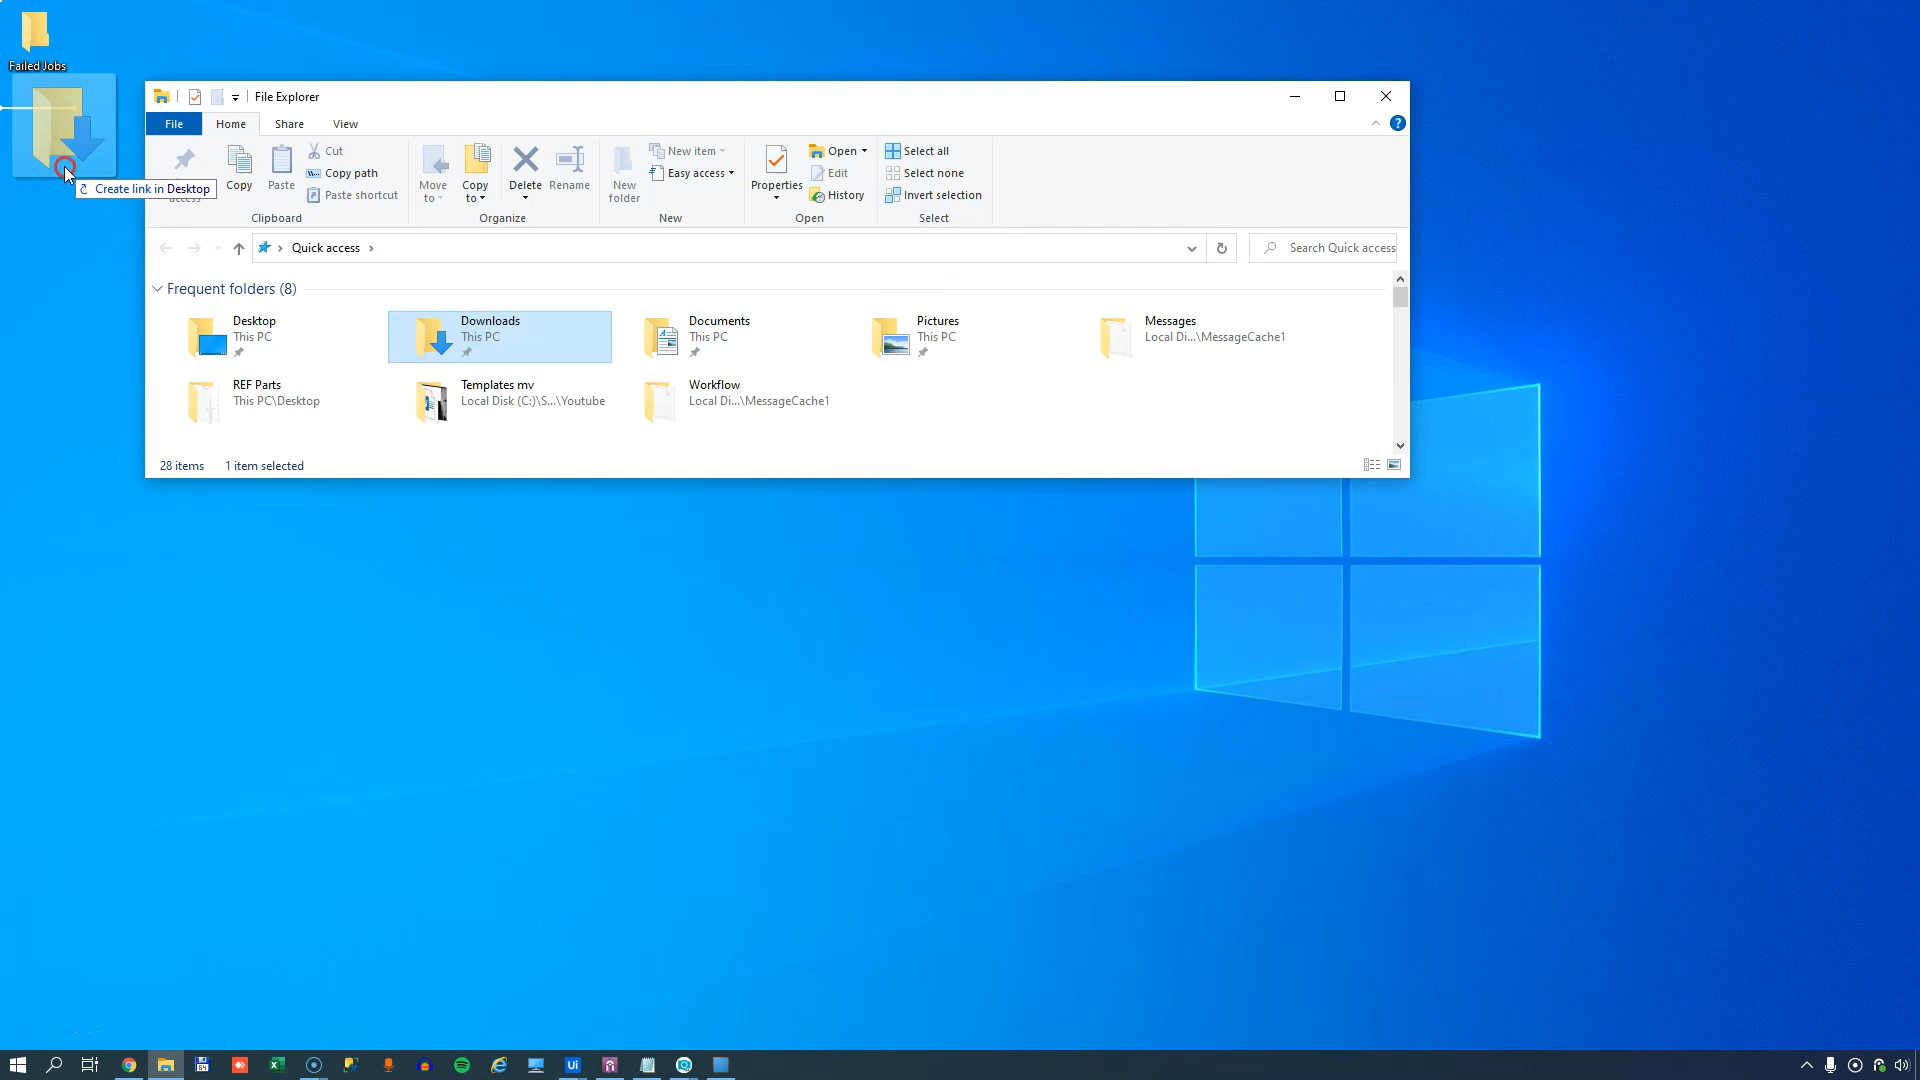 Failed Jobs
Create link in Desktop
File Explorer
File
Home
Share
View
Copy
Paste
Cut
Copy path
Paste shortcut
Clipboard
Move to
Copy to
Delete
Rename
Organize
New folder
New item
Easy access
New
Properties
Open
Edit
History
Open
Select all
Select none
Invert selection
Select
Quick access
Search Quick access
Frequent folders (8)
Desktop
This PC
Downloads
This PC
Documents
This PC
Pictures
This PC
Messages
Local Di...\MessageCache1
REF Parts
This PC\Desktop
Templates mv
Local Disk (C:)\S...\Youtube
Workflow
Local Di...\MessageCache1
28 items
1 item selected
64
Ui